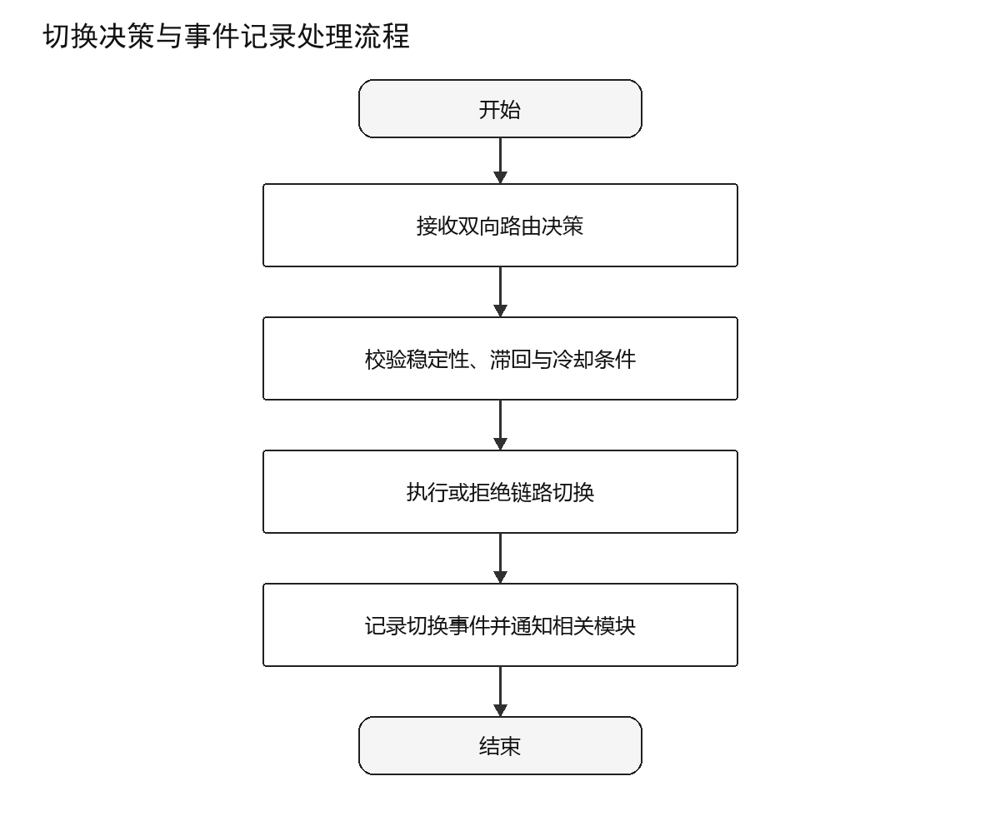 切换决策与事件记录处理流程
开始
接收双向路由决策
校验稳定性、滞回与冷却条件
执行或拒绝链路切换
记录切换事件并通知相关模块
结束